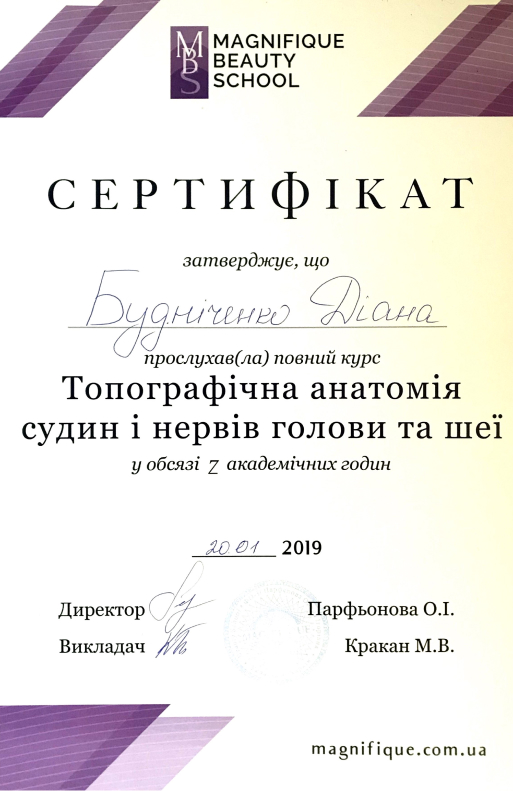 MBS
MAGNIFIQUE
BEAUTY
SCHOOL
СЕРТИФІКАТ
затверджує, що
Будніченко Діана
прослухав(ла) повний курс
Топографічна анатомія
судин і нервів голови та шеї
у обсязі 7 академічних годин
20.01 2019
Директор Парфьонова О.І.
Викладач Кракан М.В.
magnifique.com.ua